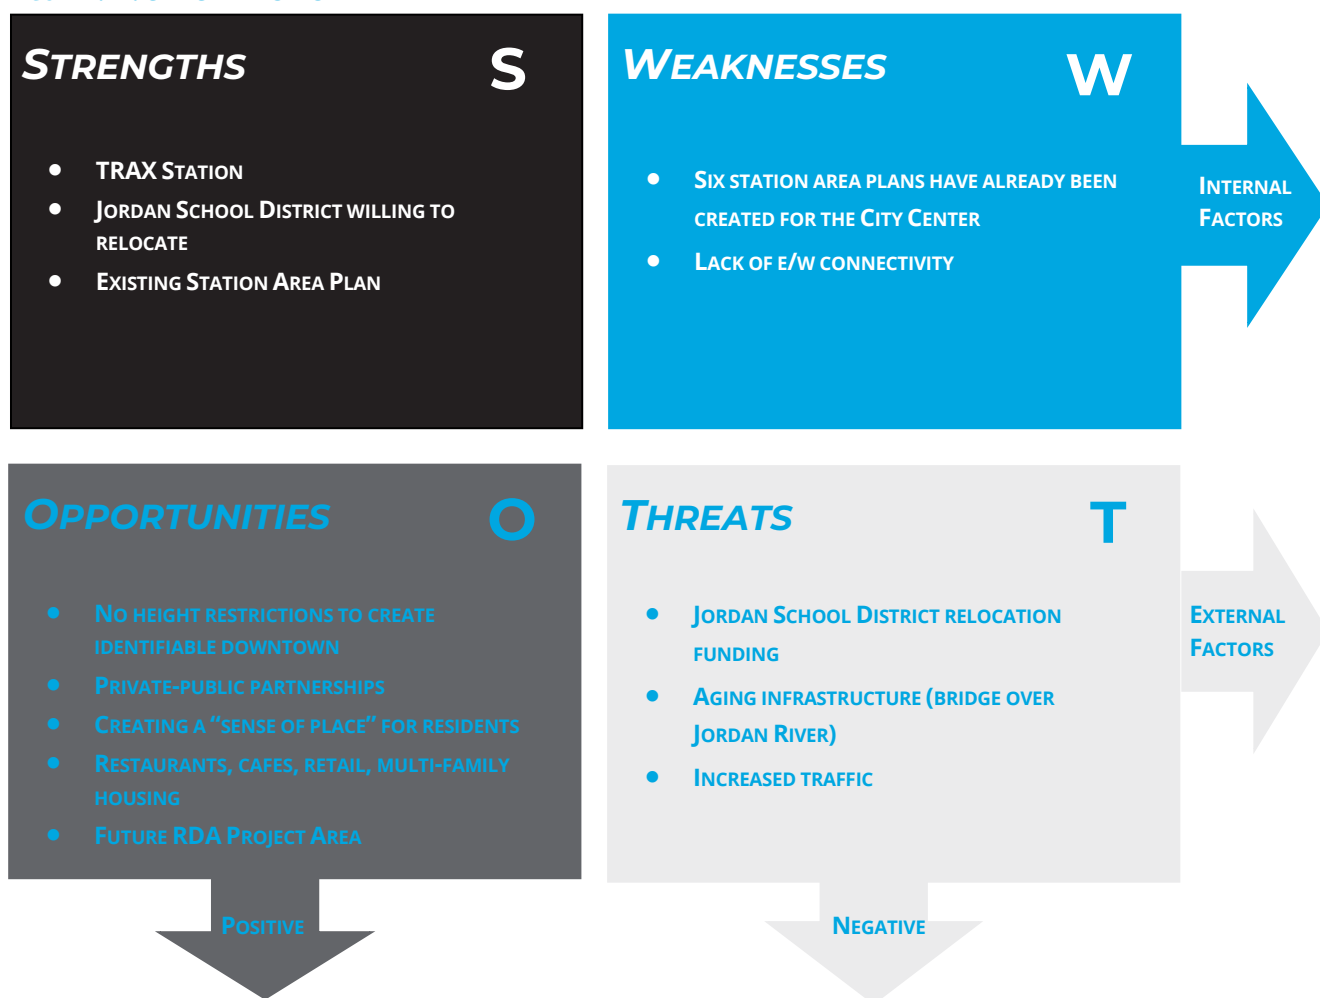 STRENGTHS S
TRAX STATION
JORDAN SCHOOL DISTRICT WILLING TO
RELOCATE
EXISTING STATION AREA PLAN
WEAKNESSES W
SIX STATION AREA PLANS HAVE ALREADY BEEN
CREATED FOR THE CITY CENTER
LACK OF E/W CONNECTIVITY
INTERNAL
FACTORS
OPPORTUNITIES O
NO HEIGHT RESTRICTIONS TO CREATE
IDENTIFIABLE DOWNTOWN
PRIVATE-PUBLIC PARTNERSHIPS
CREATING A “SENSE OF PLACE” FOR RESIDENTS
RESTAURANTS, CAFES, RETAIL, MULTI-FAMILY
HOUSING
FUTURE RDA PROJECT AREA
THREATS T
JORDAN SCHOOL DISTRICT RELOCATION
FUNDING
AGING INFRASTRUCTURE (BRIDGE OVER
JORDAN RIVER)
INCREASED TRAFFIC
EXTERNAL
FACTORS
POSITIVE
NEGATIVE